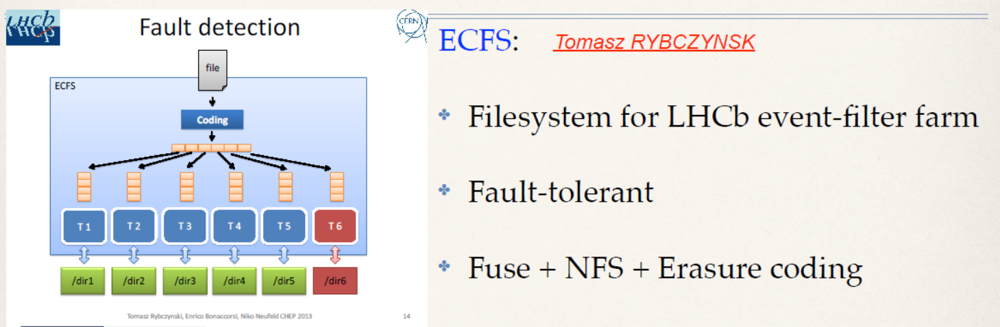 LHCb
Fault detection
CERN
file
ECFS
Coding
T 1
T 2
T 3
T 4
T 5
T 6
/dir1
/dir2
/dir3
/dir4
/dir5
/dir6
Tomasz Rybczynski, Enrico Bonaccorsi, Niko Neufeld CHEP 2013
14
ECFS: Tomasz RYBCZYNSK
Filesystem for LHCb event-filter farm
Fault-tolerant
Fuse + NFS + Erasure coding